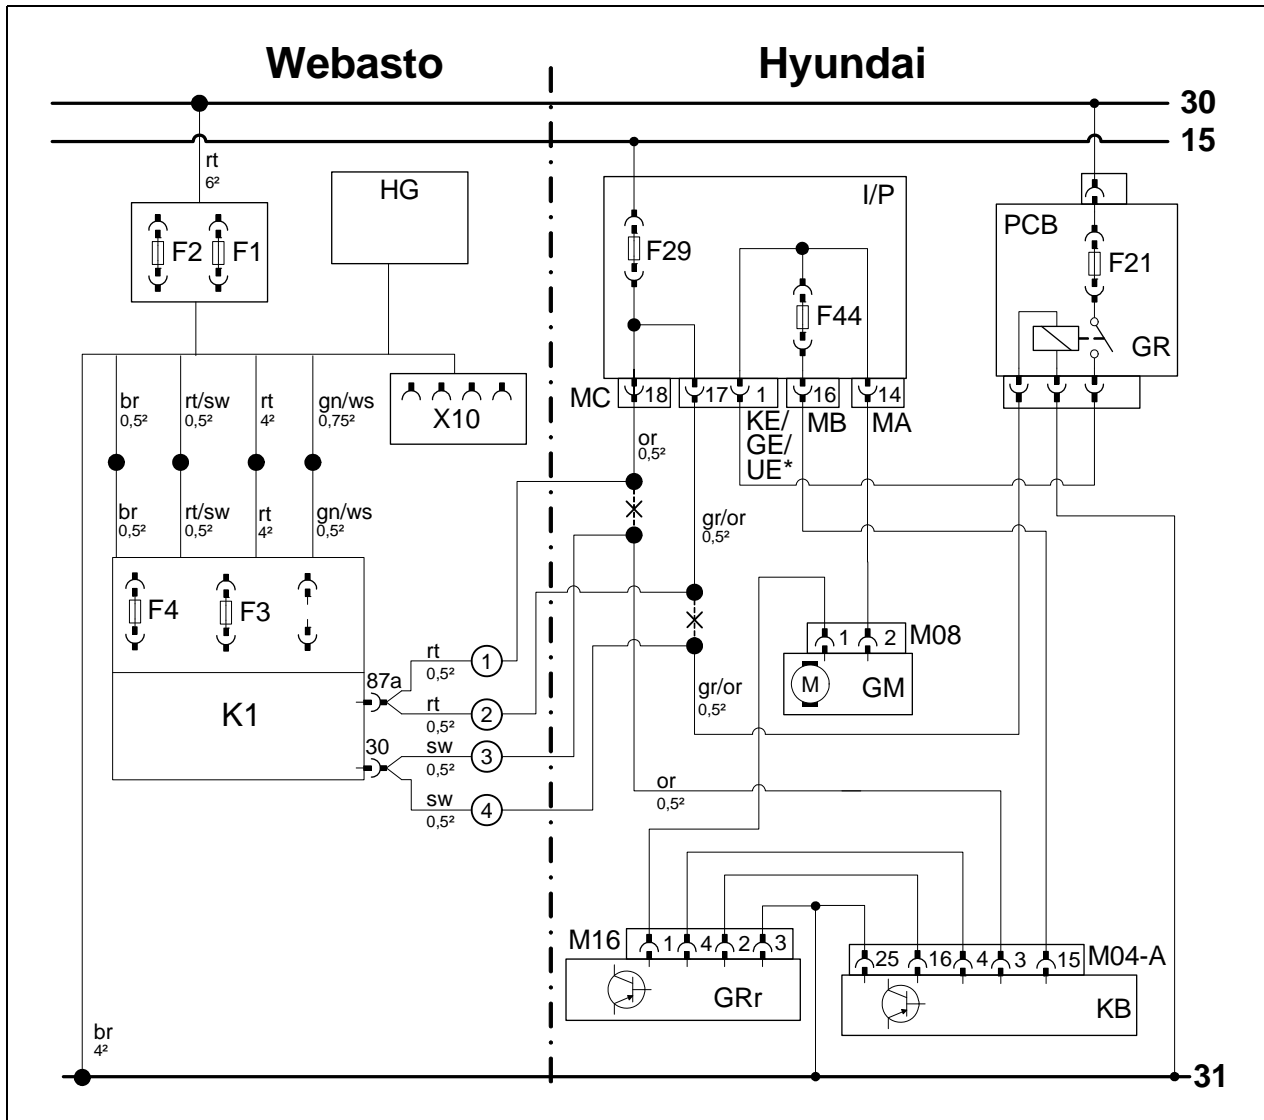 Webasto
Hyundai
30
15
rt
6²
HG
I/P
PCB
F2
F1
F29
F44
F21
GR
X10
MC
18
17
1
16
14
KE/
GE/
UE*
MB
MA
br
0,5²
rt/sw
0,5²
rt
4²
gn/ws
0,75²
or
0,5²
br
0,5²
rt/sw
0,5²
rt
4²
gn/ws
0,5²
gr/or
0,5²
F4
F3
K1
87a
30
rt
0,5²
1
rt
0,5²
2
sw
0,5²
3
sw
0,5²
4
1
2
M08
M
GM
gr/or
0,5²
or
0,5²
M16
1
4
2
3
GRr
25
16
4
3
15
M04-A
KB
br
4²
31